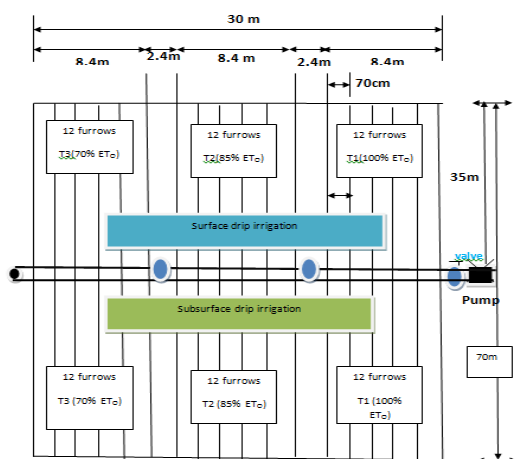 30 m
8.4m
2.4m
8.4 m
2.4m
8.4m
70cm
12 furrows
T3(70% ETo)
12 furrows
T2(85% ETo)
12 furrows
T1(100% ETo)
35m
Surface drip irrigation
valve
Pump
Subsurface drip irrigation
70m
12 furrows
T3 (70% ETo)
12 furrows
T2 (85% ETo)
12 furrows
T1 (100%
ETo)